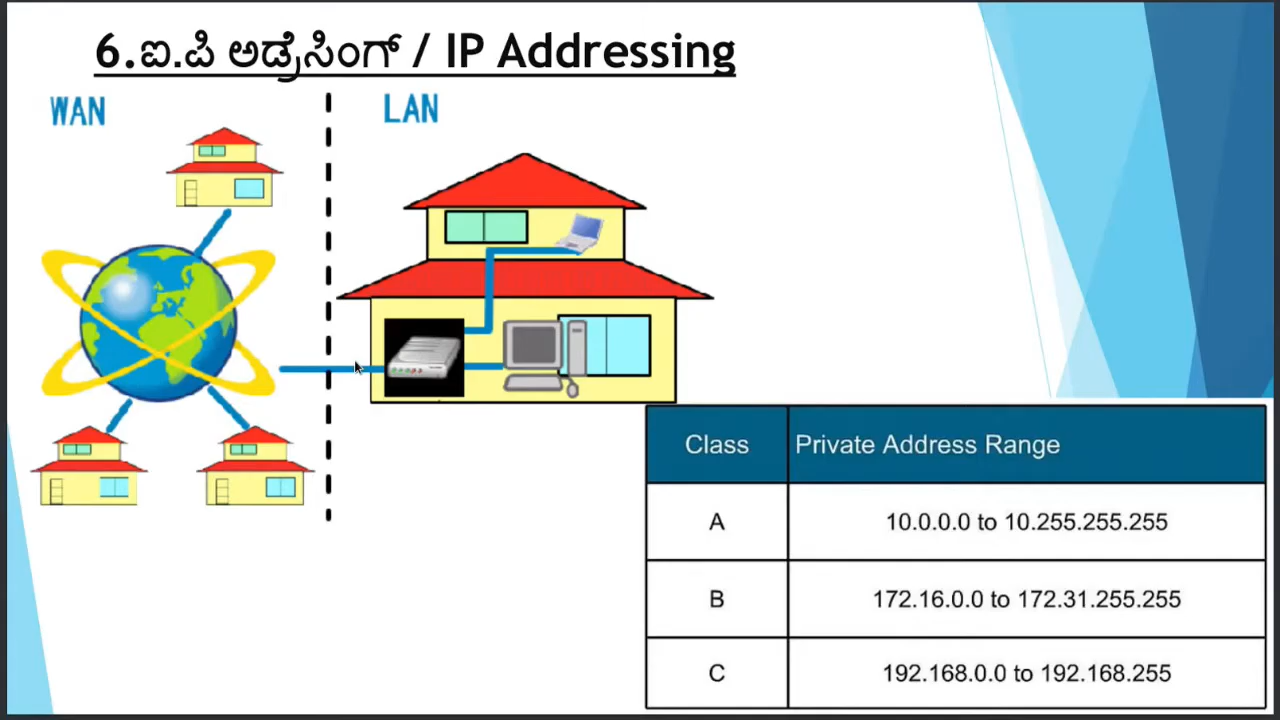 6.ಐ.ಪಿ ಅಡ್ರೆಸಿಂಗ್ / IP Addressing
WAN
LAN
Class Private Address Range
A 10.0.0.0 to 10.255.255.255
B 172.16.0.0 to 172.31.255.255
C 192.168.0.0 to 192.168.255